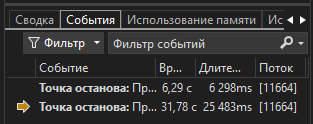 Сводка События Использование памяти Ис
Фильтр Фильтр событий
Событие Вр... Длите... Поток
Точка останова: Пр... 6,29 с 6 298ms [11664]
Точка останова: Пр... 31,78 с 25 483ms [11664]